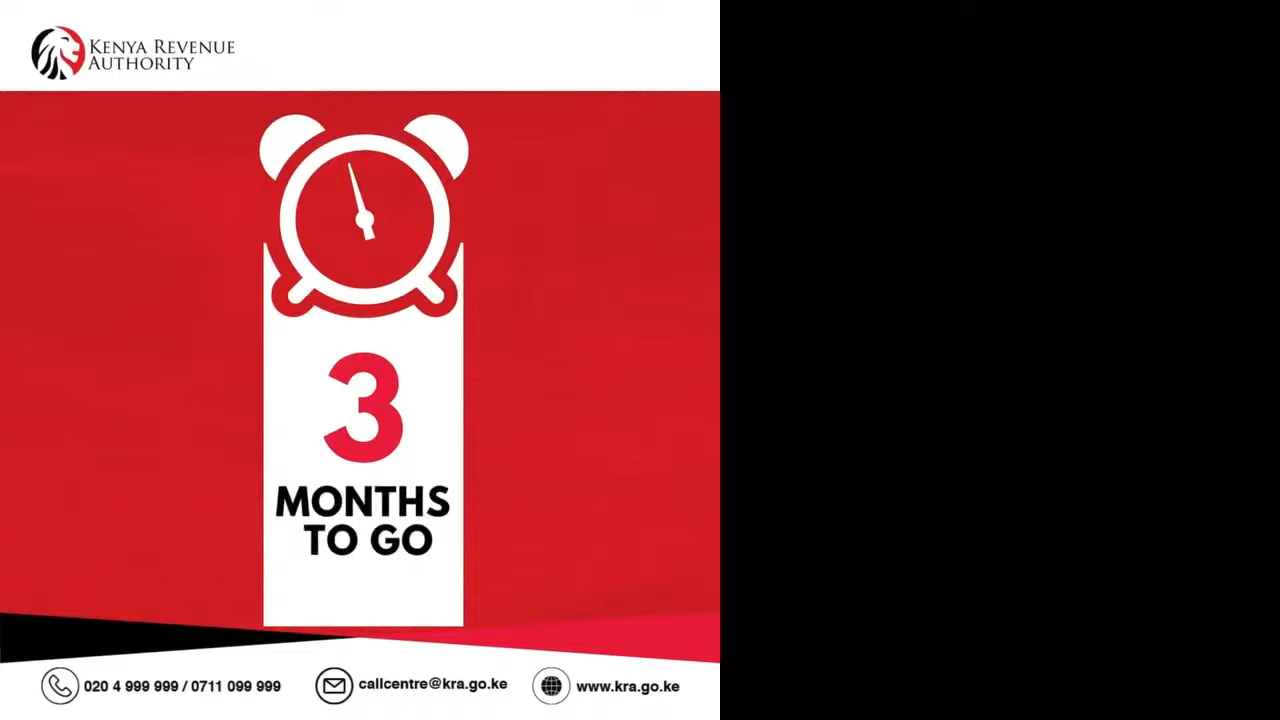 KENYA REVENUE
AUTHORITY
3
MONTHS
TO GO
020 4 999 999 / 0711 099 999
callcentre@kra.go.ke
www.kra.go.ke